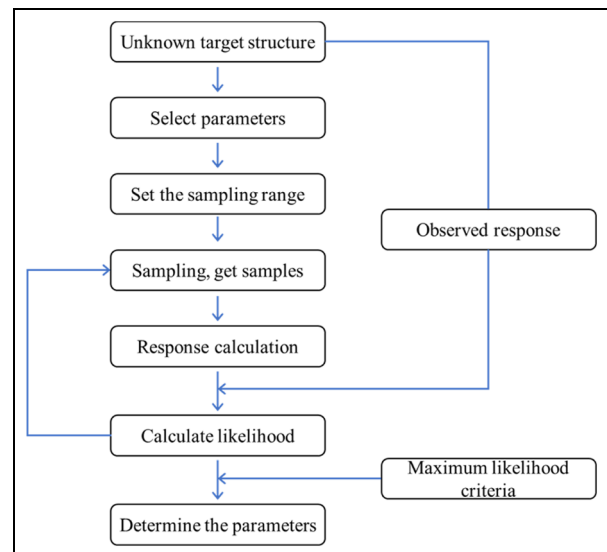 Unknown target structure
Select parameters
Set the sampling range
Observed response
Sampling, get samples
Response calculation
Calculate likelihood
Maximum likelihood
criteria
Determine the parameters